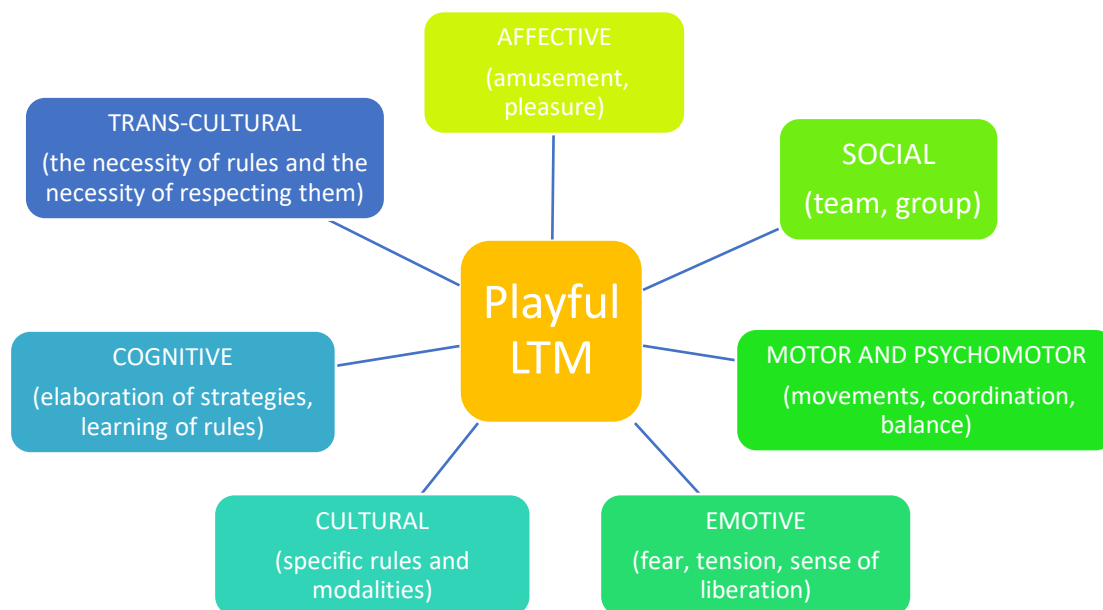 AFFECTIVE
(amusement,
pleasure)
TRANS-CULTURAL
(the necessity of rules and the
necessity of respecting them)
SOCIAL
(team, group)
Playful
LTM
COGNITIVE
(elaboration of strategies,
learning of rules)
MOTOR AND PSYCHOMOTOR
(movements, coordination,
balance)
CULTURAL
(specific rules and
modalities)
EMOTIVE
(fear, tension, sense of
liberation)